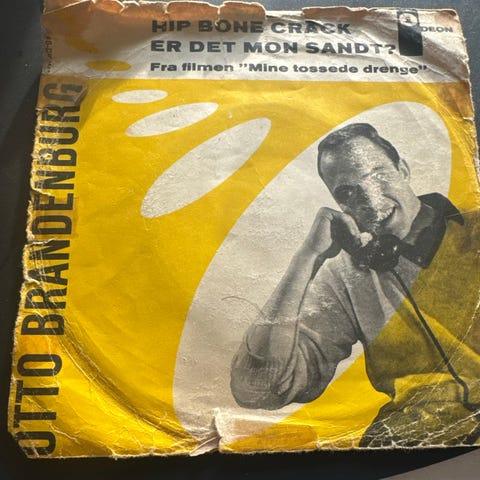 HIP BONE CRACK
ER DET MON SANDT?
Fra filmen "Mine tossede drenge"
ODEON
OTTO BRANDENBURG